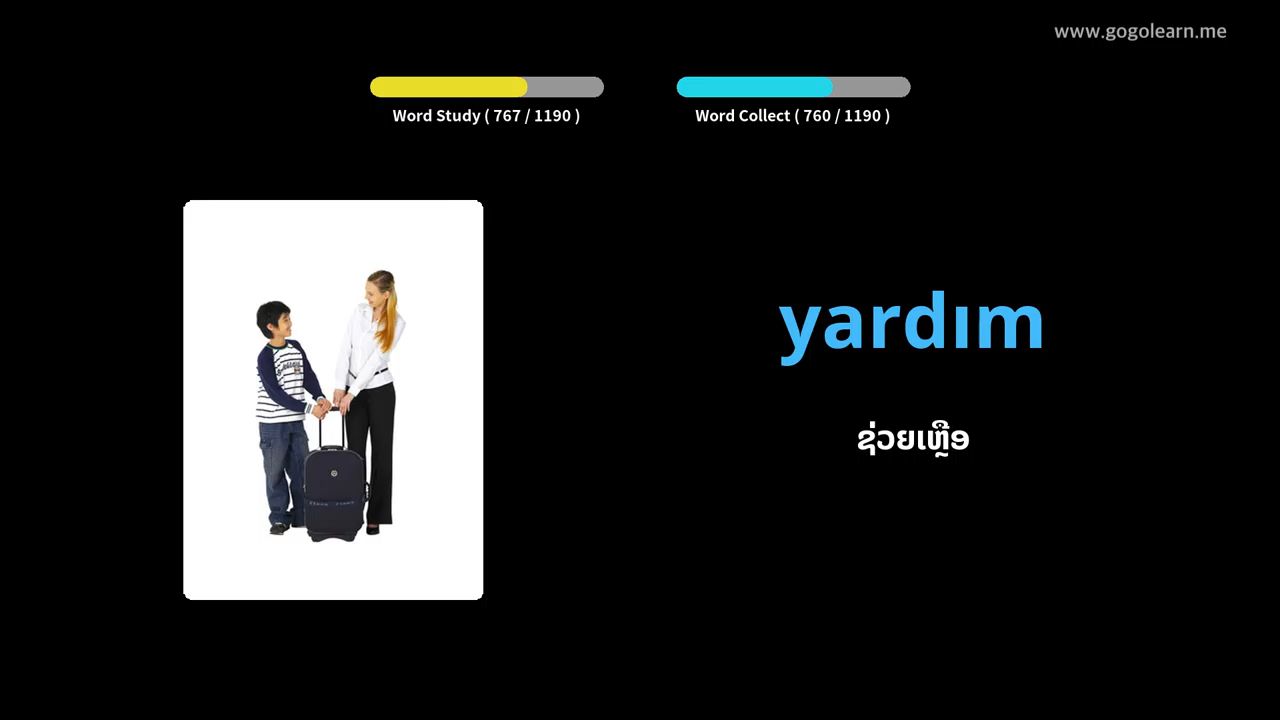 www.gogolearn.me
Word Study ( 767 / 1190 )
Word Collect ( 760 / 1190 )
yardım
ຊ່ວຍເຫຼືອ